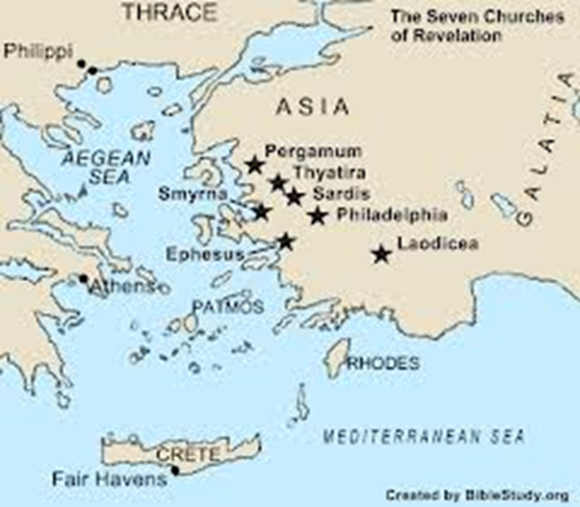 THRACE
The Seven Churches
of Revelation
Philippi
ASIA
GALATIA
AEGEAN
SEA
Pergamum
Thyatira
Smyrna
Sardis
Philadelphia
Ephesus
Laodicea
Athens
PATMOS
RHODES
MEDITERRANEAN SEA
CRETE
Fair Havens
Created by BibleStudy.org